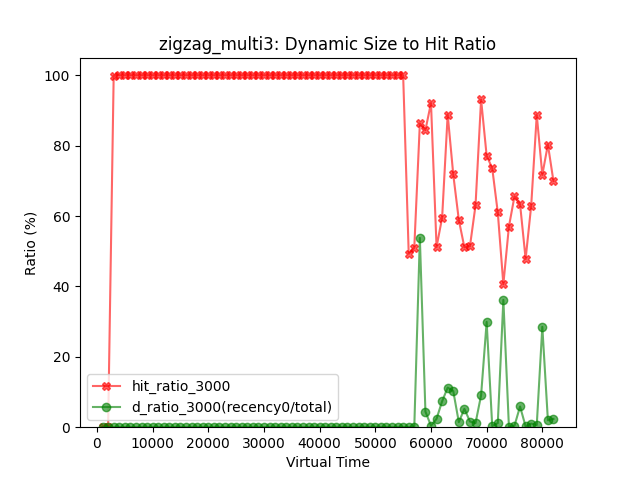 zigzag_multi3: Dynamic Size to Hit Ratio
100
80
60
40
20
0
Ratio (%)
hit_ratio_3000
d_ratio_3000(recency0/total)
0 10000 20000 30000 40000 50000 60000 70000 80000
Virtual Time